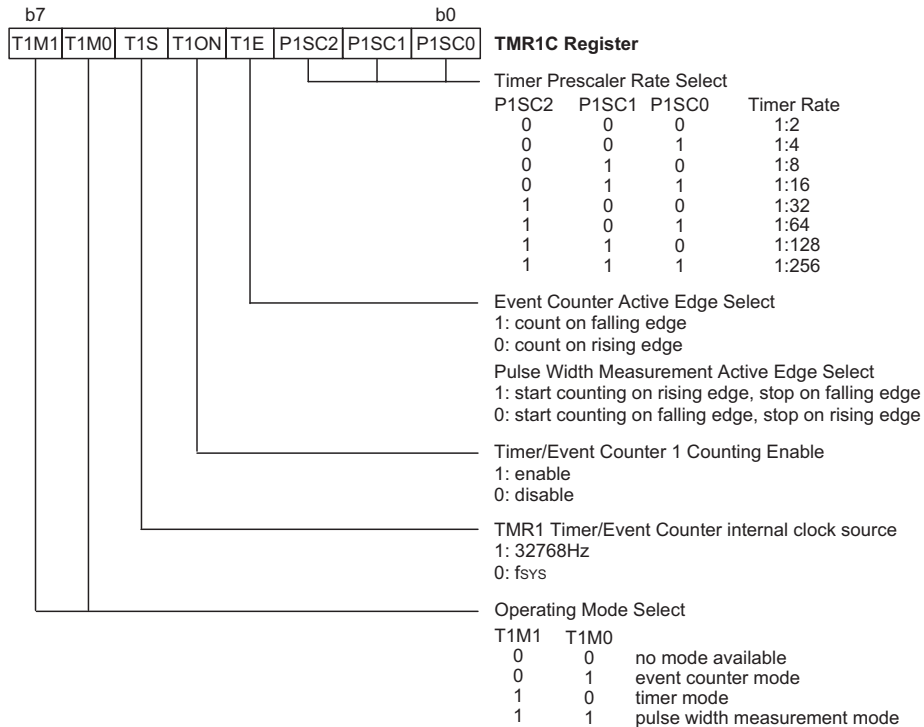 b7 b0
T1M1 T1M0 T1S T1ON T1E P1SC2 P1SC1 P1SC0 TMR1C Register
Timer Prescaler Rate Select
P1SC2 P1SC1 P1SC0 Timer Rate
0 0 0 1:2
0 0 1 1:4
0 1 0 1:8
0 1 1 1:16
1 0 0 1:32
1 0 1 1:64
1 1 0 1:128
1 1 1 1:256
Event Counter Active Edge Select
1: count on falling edge
0: count on rising edge
Pulse Width Measurement Active Edge Select
1: start counting on rising edge, stop on falling edge
0: start counting on falling edge, stop on rising edge
Timer/Event Counter 1 Counting Enable
1: enable
0: disable
TMR1 Timer/Event Counter internal clock source
1: 32768Hz
0: fSYS
Operating Mode Select
T1M1 T1M0
0 0 no mode available
0 1 event counter mode
1 0 timer mode
1 1 pulse width measurement mode